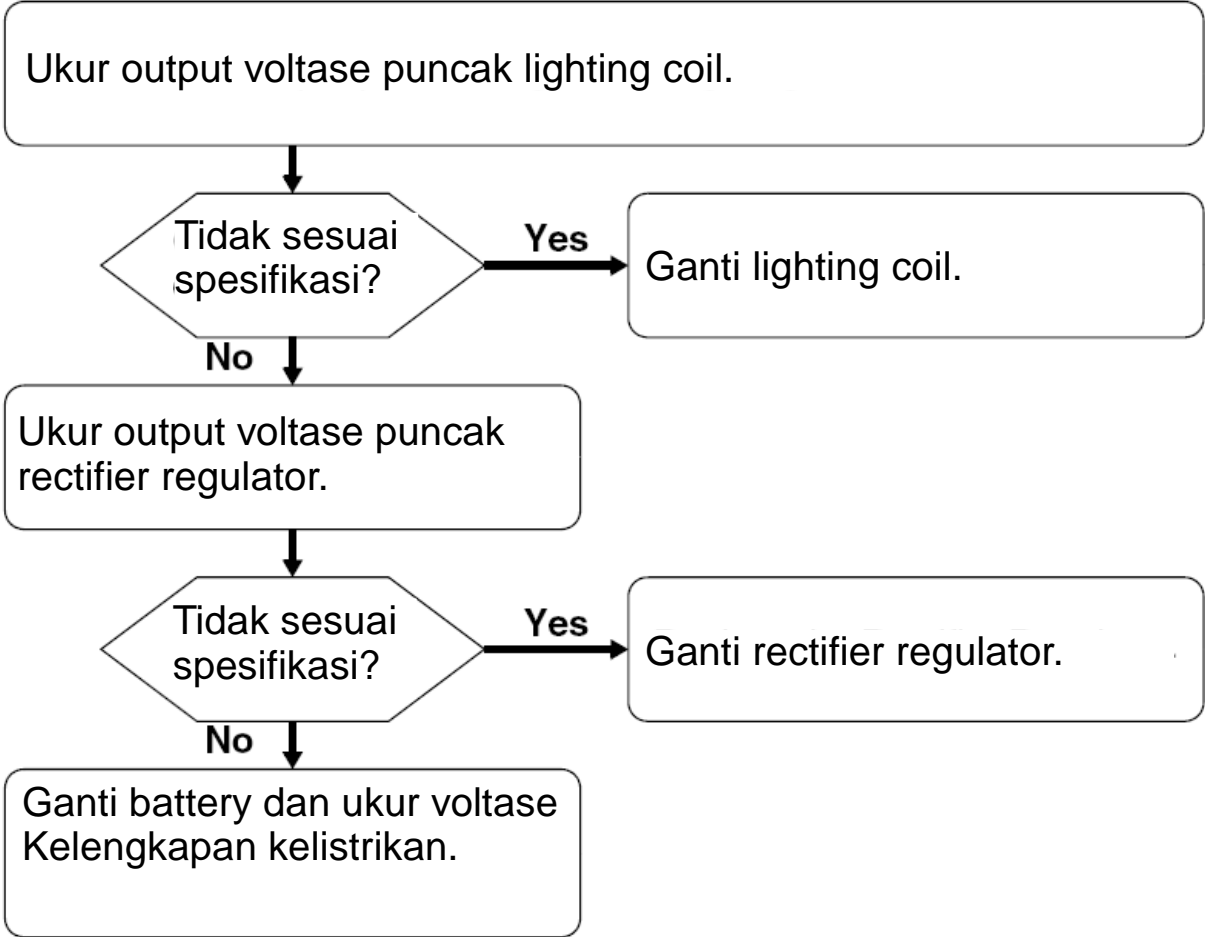 Ukur output voltase puncak lighting coil.
Tidak sesuai
spesifikasi?
Yes
Ganti lighting coil.
No
Ukur output voltase puncak
rectifier regulator.
Tidak sesuai
spesifikasi?
Yes
Ganti rectifier regulator.
No
Ganti battery dan ukur voltase
Kelengkapan kelistrikan.